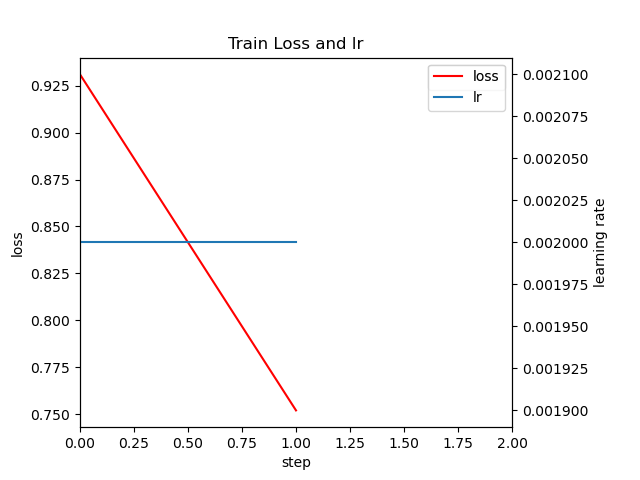 Train Loss and lr
loss
lr
0.925
0.900
0.875
0.850
0.825
0.800
0.775
0.750
loss
0.002100
0.002075
0.002050
0.002025
0.002000
0.001975
0.001950
0.001925
0.001900
learning rate
0.00 0.25 0.50 0.75 1.00 1.25 1.50 1.75 2.00
step